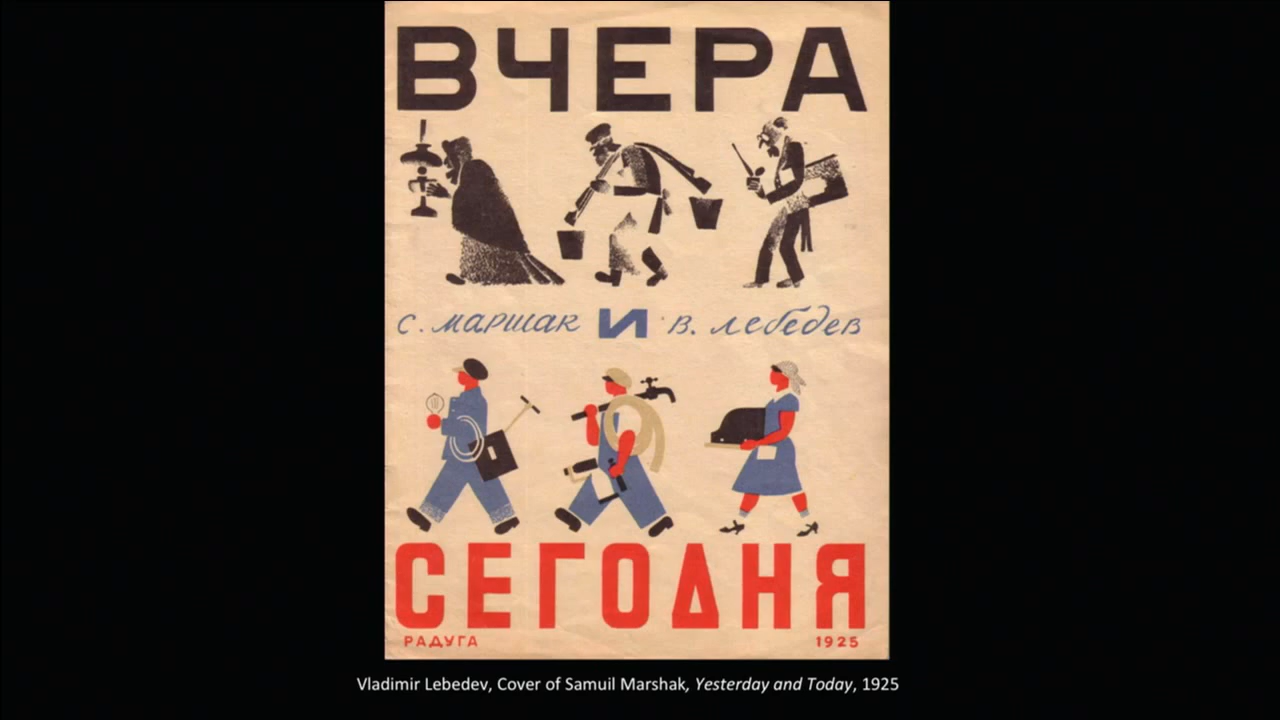 ВЧЕРА
с. маршак И в. лебедев
СЕГОДНЯ
РАДУГА 1925
Vladimir Lebedev, Cover of Samuil Marshak, Yesterday and Today, 1925